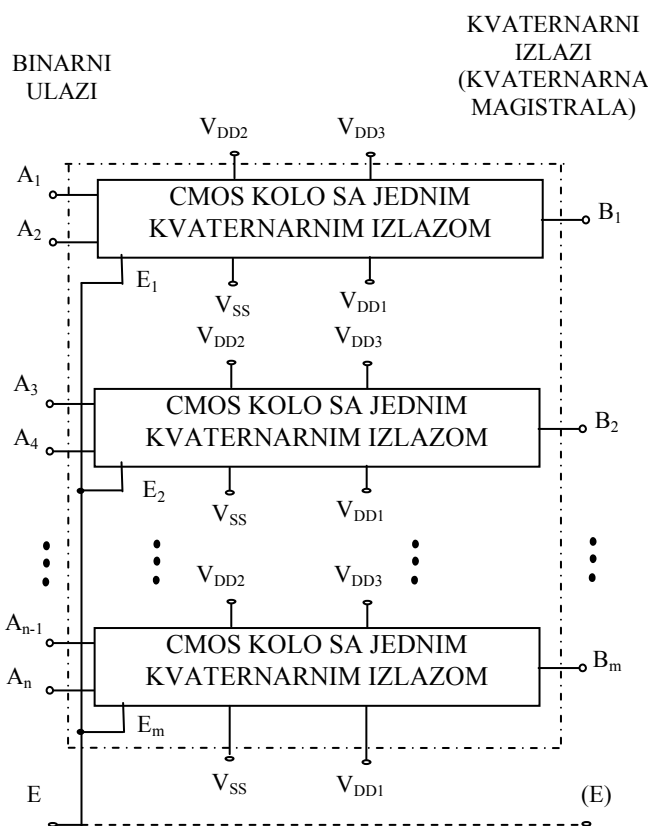 KVATERNARNI
IZLAZI
(KVATERNARNA
MAGISTRALA)
BINARNI
ULAZI
V_DD2 V_DD3
A_1
CMOS KOLO SA JEDNIM
KVATERNARNIM IZLAZOM
B_1
A_2
E_1
V_SS V_DD1
V_DD2 V_DD3
A_3
CMOS KOLO SA JEDNIM
KVATERNARNIM IZLAZOM
B_2
A_4
E_2
V_SS V_DD1
V_DD2 V_DD3
A_n-1
CMOS KOLO SA JEDNIM
KVATERNARNIM IZLAZOM
B_m
A_n
E_m
V_SS V_DD1
E (E)